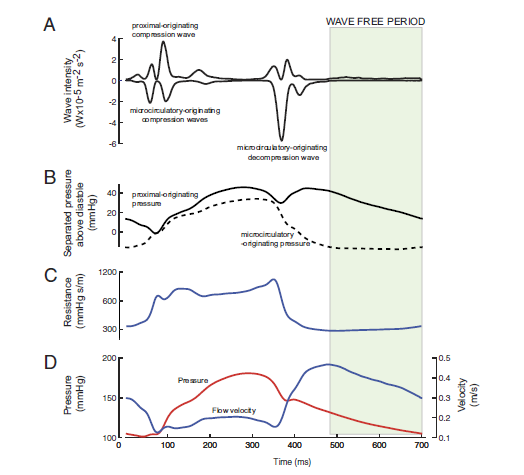 A
WAVE FREE PERIOD
proximal-originating
compression wave
Wave intensity
(Wx10-5 m-2 s-2)
4
2
0
-2
-4
-6
microcirculatory-originating
compression waves
microirculatory-originating
decompression wave
B
Separated pressure
above diastole
(mmHg)
40
20
0
proximal-originating
pressure
microcirculatory
-originating pressure
C
Resistance
(mmHg s/m)
1200
600
300
D
Pressure
(mmHg)
200
150
100
Pressure
Flow velocity
0.5
0.4
0.3
0.2
0.1
Velocity
(m/s)
0
100
200
300
400
500
600
700
Time (ms)